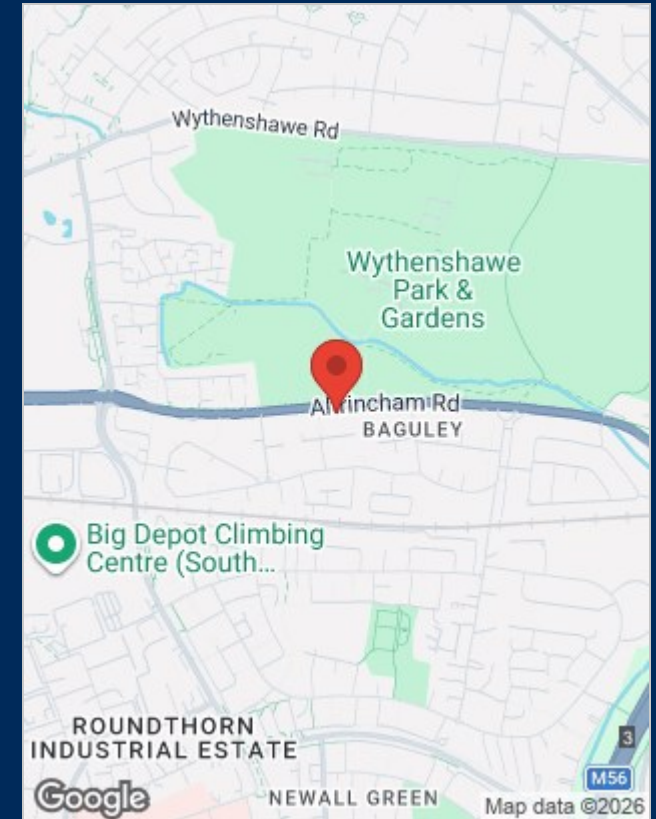 Wythenshawe Rd
Wythenshawe
Park &
Gardens
Altrincham Rd
BAGULEY
Big Depot Climbing
Centre (South...
ROUNDTHORN
INDUSTRIAL ESTATE
3
M56
NEWALL GREEN
Google
Map data ©2026